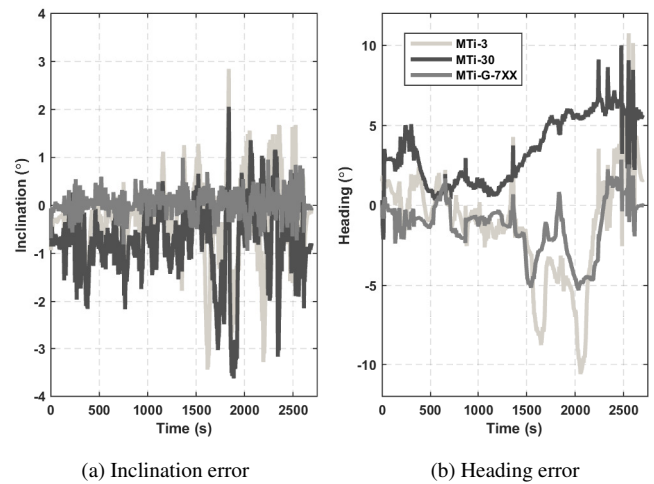 4
3
2
1
0
-1
-2
-3
-4
Inclination (°)
0 500 1000 1500 2000 2500
Time (s)
10
5
0
-5
-10
Heading (°)
MTi-3
MTi-30
MTi-G-7XX
0 500 1000 1500 2000 2500
Time (s)
(a) Inclination error
(b) Heading error